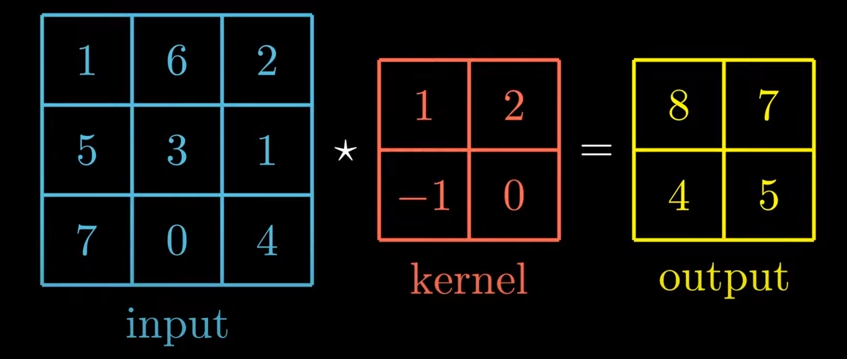 1 6 2
5 3 1
7 0 4
input
⋆
1 2
−1 0
kernel
=
8 7
4 5
output